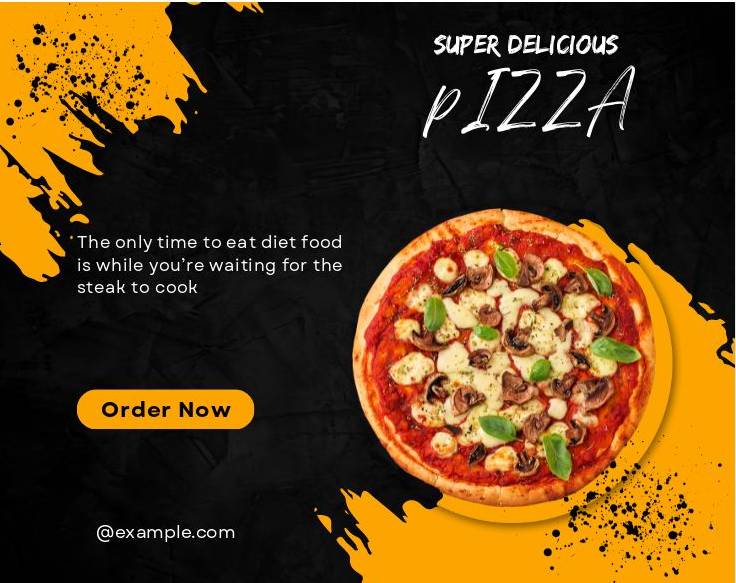 SUPER DELICIOUS
pIZZA
The only time to eat diet food
is while you're waiting for the
steak to cook
Order Now
@example.com